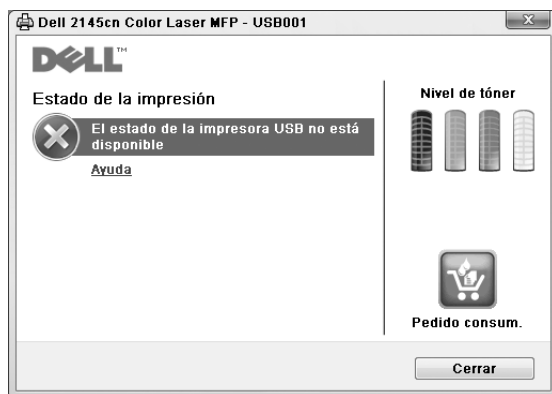 Dell 2145cn Color Laser MFP - USB001
DELL™
Estado de la impresión
El estado de la impresora USB no está
disponible
Ayuda
Nivel de tóner
Pedido consum.
Cerrar